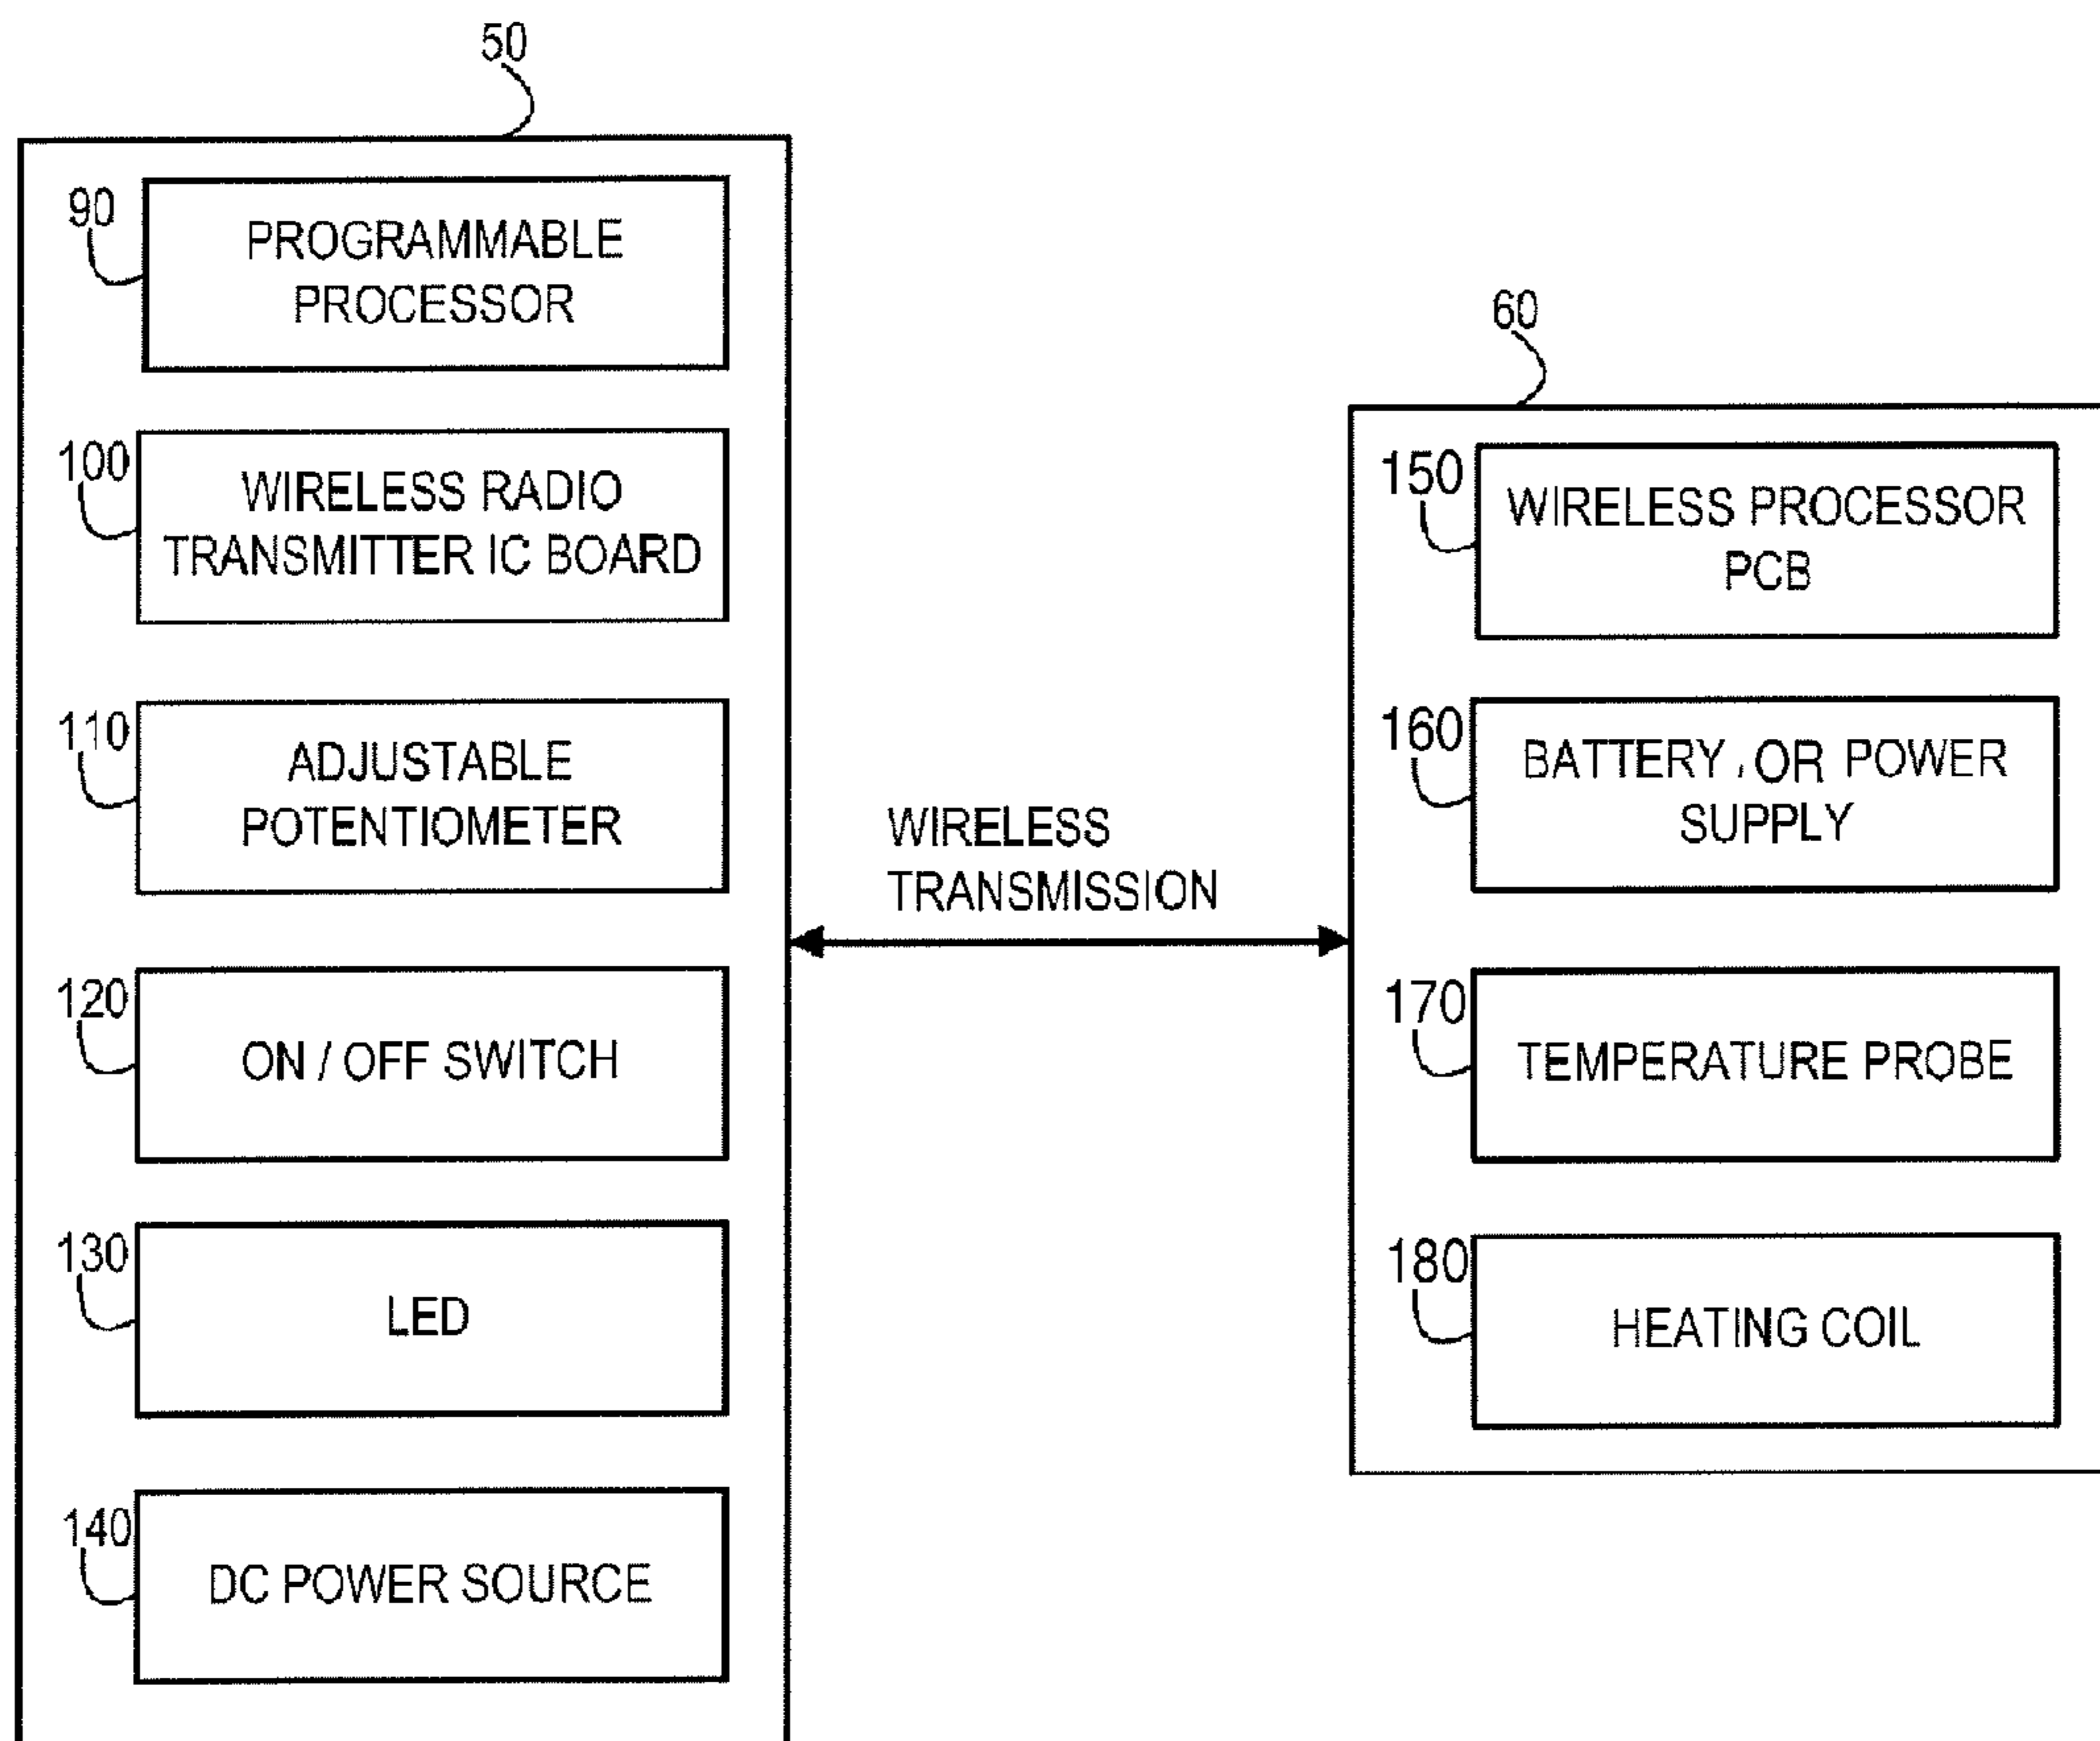 50
90
PROGRAMMABLE
PROCESSOR
100
WIRELESS RADIO
TRANSMITTER IC BOARD
110
ADJUSTABLE
POTENTIOMETER
120
ON / OFF SWITCH
130
LED
140
DC POWER SOURCE
WIRELESS
TRANSMISSION
60
150
WIRELESS PROCESSOR
PCB
160
BATTERY, OR POWER
SUPPLY
170
TEMPERATURE PROBE
180
HEATING COIL